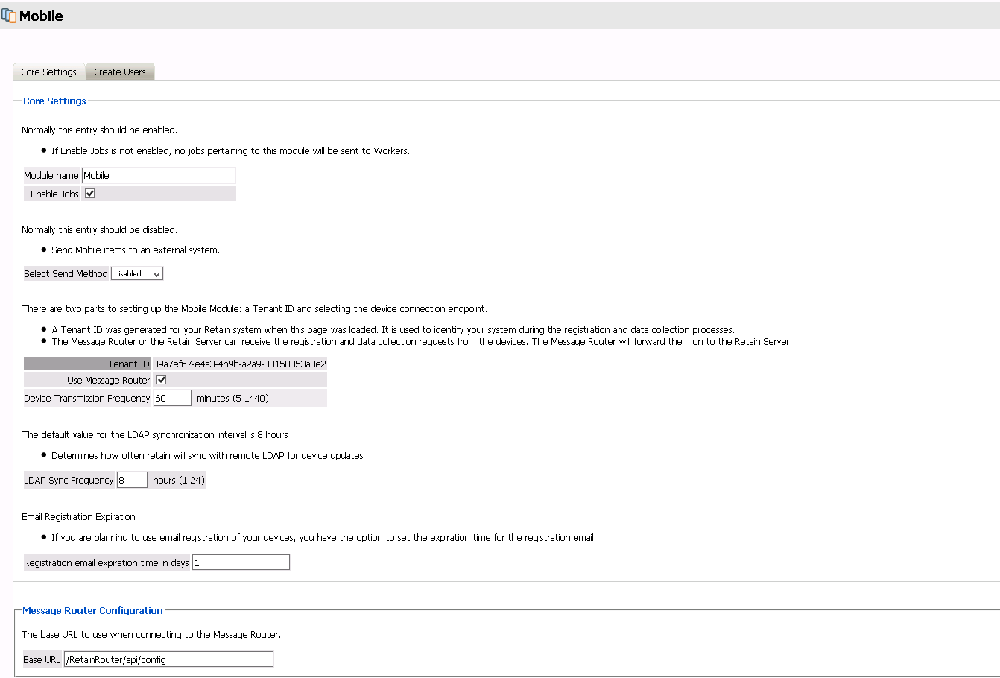 Mobile
Core Settings Create Users
Core Settings
Normally this entry should be enabled.
• If Enable Jobs is not enabled, no jobs pertaining to this module will be sent to Workers.
Module name Mobile
Enable Jobs
Normally this entry should be disabled.
• Send Mobile items to an external system.
Select Send Method disabled
There are two parts to setting up the Mobile Module: a Tenant ID and selecting the device connection endpoint.
• A Tenant ID was generated for your Retain system when this page was loaded. It is used to identify your system during the registration and data collection processes.
• The Message Router or the Retain Server can receive the registration and data collection requests from the devices. The Message Router will forward them on to the Retain Server.
Tenant ID 89a7ef67-e4a3-4b9b-a2a9-80150053a0e2
Use Message Router
Device Transmission Frequency 60 minutes (5-1440)
The default value for the LDAP synchronization interval is 8 hours
• Determines how often retain will sync with remote LDAP for device updates
LDAP Sync Frequency 8 hours (1-24)
Email Registration Expiration
• If you are planning to use email registration of your devices, you have the option to set the expiration time for the registration email.
Registration email expiration time in days 1
Message Router Configuration
The base URL to use when connecting to the Message Router.
Base URL /RetainRouter/api/config